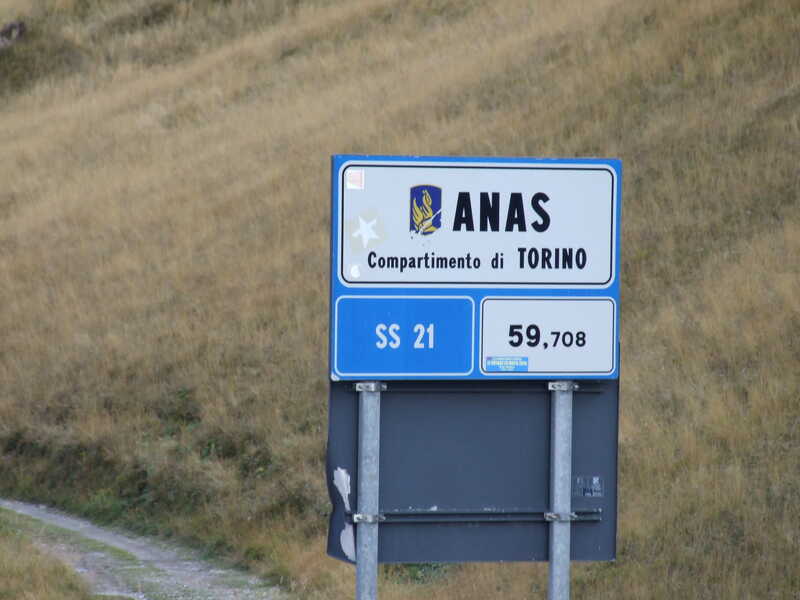 ANAS
Compartimento di TORINO
SS 21
59,708